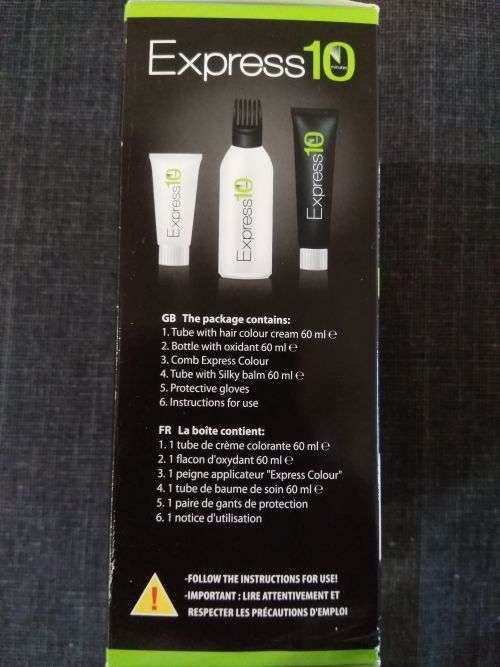 Express10
minutes
Express10
Express10
Express10
GB The package contains:
1. Tube with hair colour cream 60 ml ℮
2. Bottle with oxidant 60 ml ℮
3. Comb Express Colour
4. Tube with Silky balm 60 ml ℮
5. Protective gloves
6. Instructions for use
FR La boîte contient:
1. 1 tube de crème colorante 60 ml ℮
2. 1 flacon d'oxydant 60 ml ℮
3. 1 peigne applicateur "Express Colour"
4. 1 tube de baume de soin 60 ml ℮
5. 1 paire de gants de protection
6. 1 notice d'utilisation
-FOLLOW THE INSTRUCTIONS FOR USE!
-IMPORTANT : LIRE ATTENTIVEMENT ET
RESPECTER LES PRÉCAUTIONS D'EMPLOI